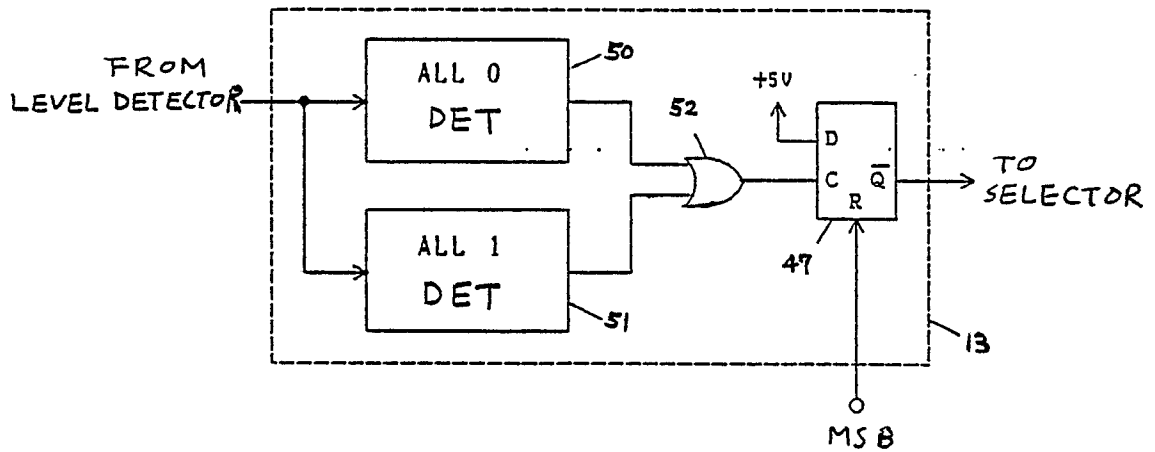 FROM
LEVEL DETECTOR
ALL 0
DET
50
ALL 1
DET
51
52
+5V
D
C
Q̅
R
47
TO
SELECTOR
13
MSB